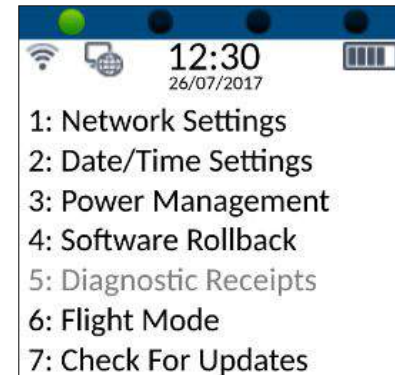 12:30
26/07/2017
1: Network Settings
2: Date/Time Settings
3: Power Management
4: Software Rollback
5: Diagnostic Receipts
6: Flight Mode
7: Check For Updates